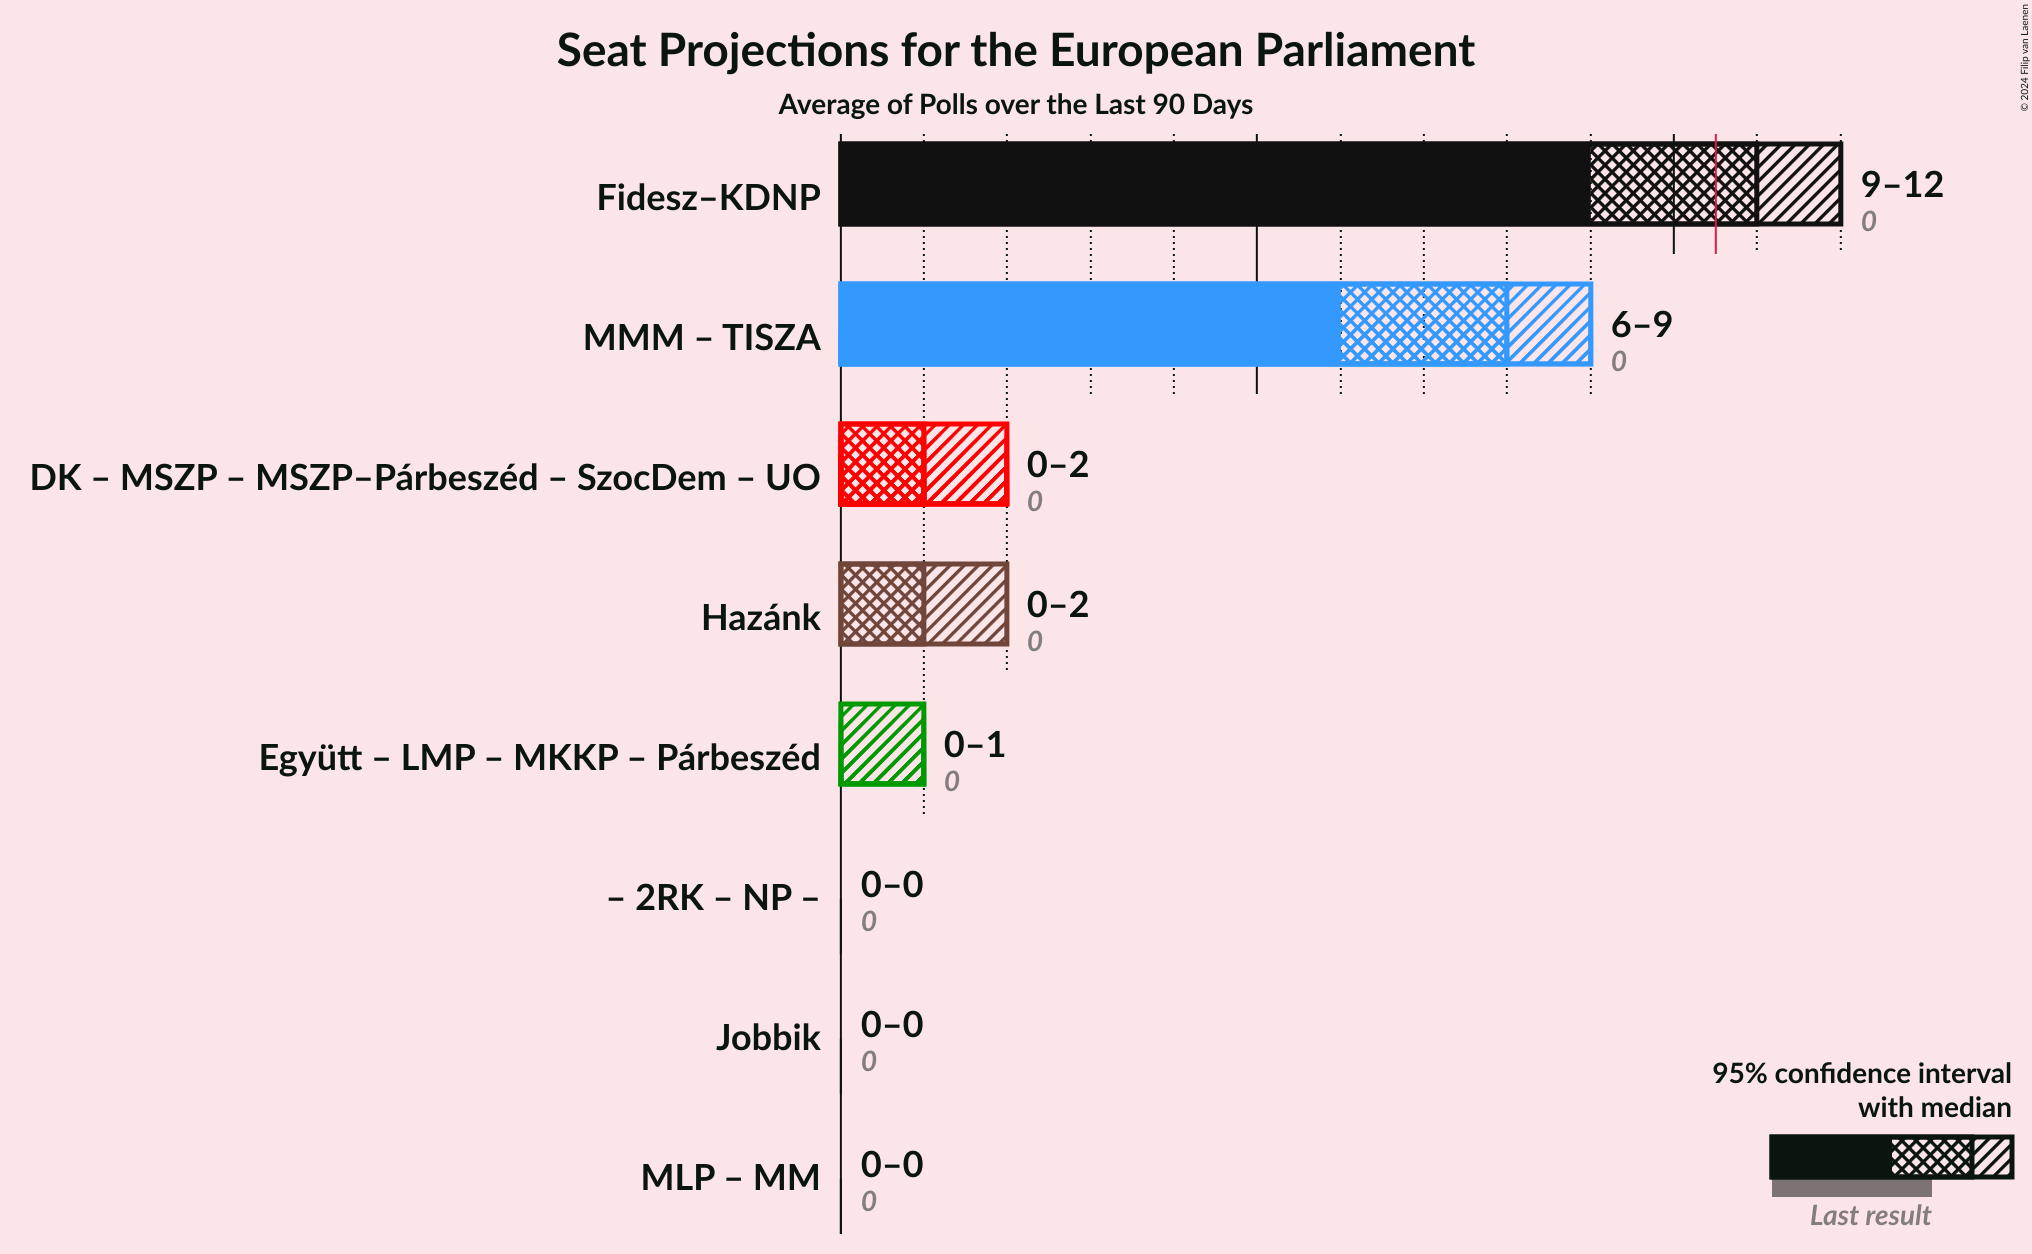 Seat Projections for the European Parliament
Average of Polls over the Last 90 Days
© 2024 Filip van Laenen
Fidesz–KDNP
9–12
0
MMM – TISZA
6–9
0
DK – MSZP – MSZP–Párbeszéd – SzocDem – UO
0–2
0
Hazánk
0–2
0
Együtt – LMP – MKKP – Párbeszéd
0–1
0
– 2RK – NP –
0–0
0
Jobbik
0–0
0
MLP – MM
0–0
0
95% confidence interval
with median
Last result